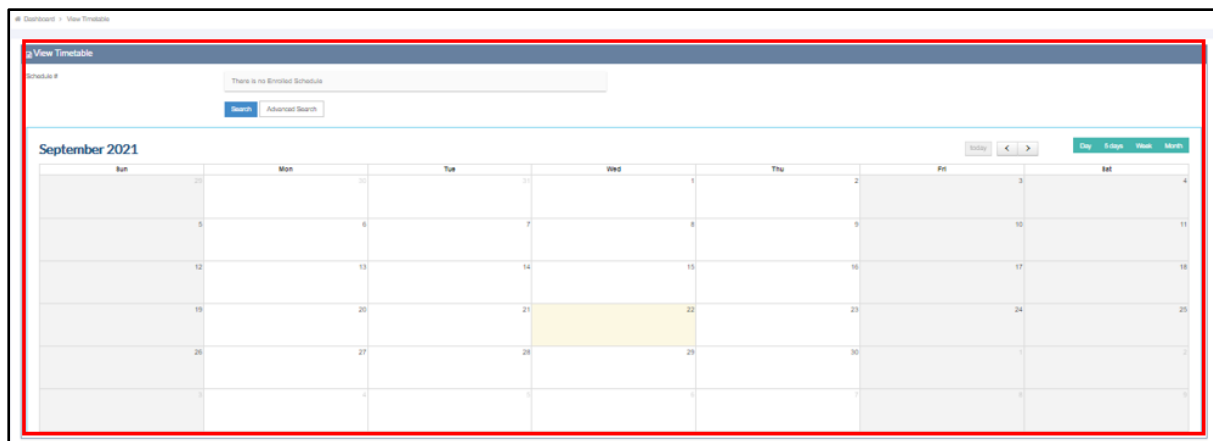 Dashboard > View Timetable
View Timetable
Schedule #
There is no Enrolled Schedule
Search Advanced Search
September 2021
today < > Day 5 days Week Month
Sun Mon Tue Wed Thu Fri Sat
29 30 31 1 2 3 4
5 6 7 8 9 10 11
12 13 14 15 16 17 18
19 20 21 22 23 24 25
26 27 28 29 30 1 2
3 4 5 6 7 8 9